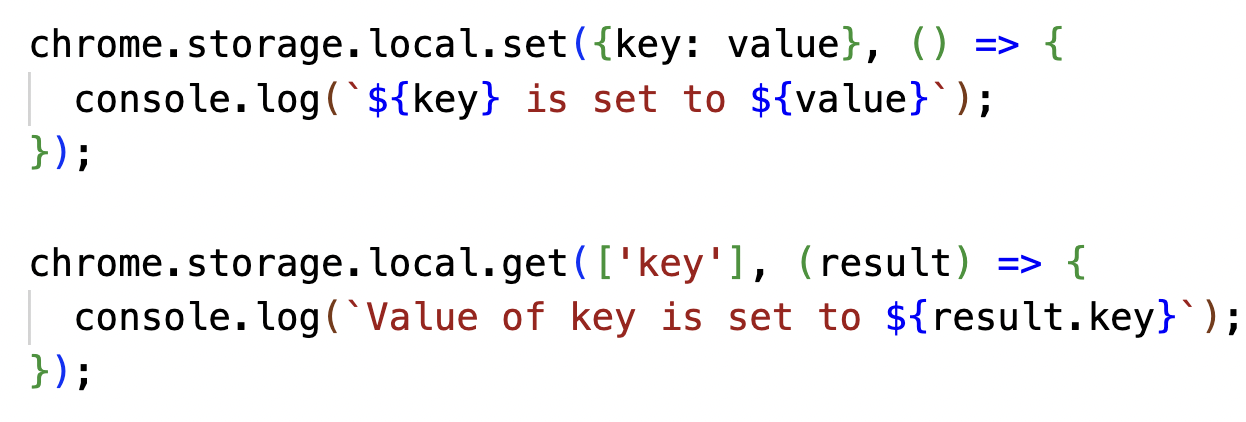 chrome.storage.local.set({key: value}, () => {
  console.log(`${key} is set to ${value}`);
});

chrome.storage.local.get(['key'], (result) => {
  console.log(`Value of key is set to ${result.key}`);
});